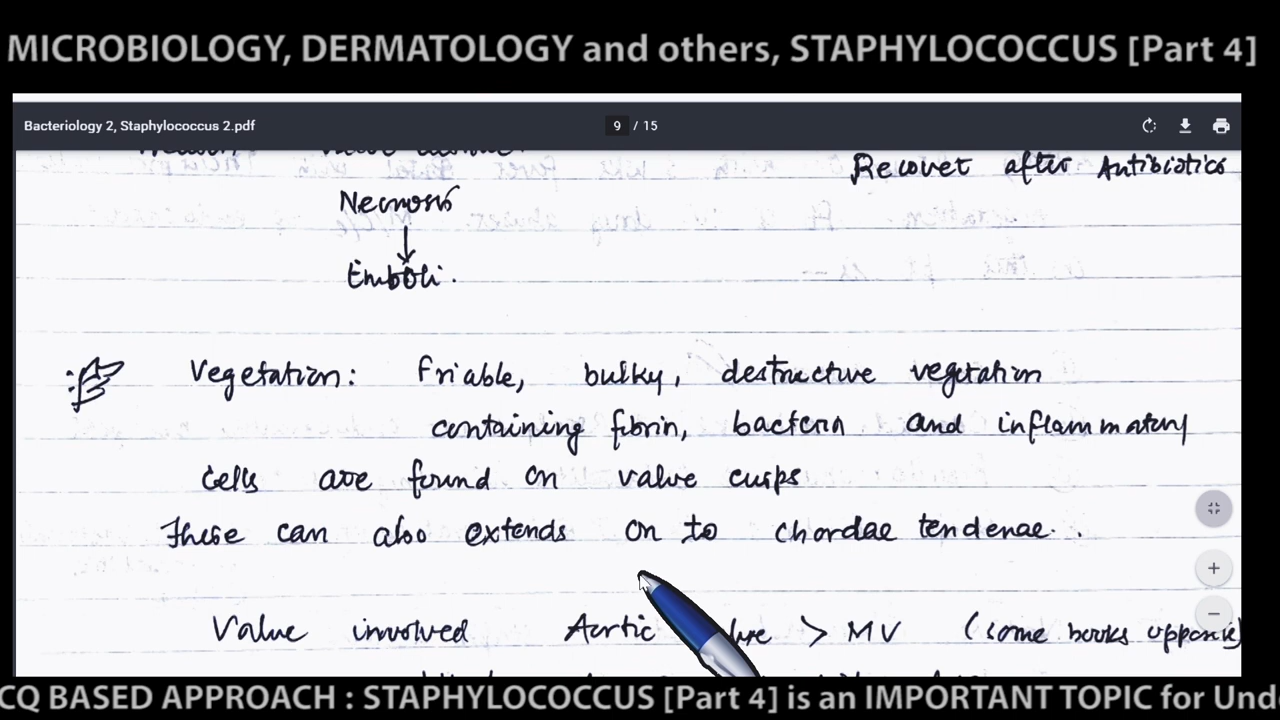 MICROBIOLOGY, DERMATOLOGY and others, STAPHYLOCOCCUS [Part 4]
Bacteriology 2, Staphylococcus 2.pdf 9 / 15
Recovet after Antibiotics
Necrosis
Emboli.
Vegetation: Friable, bulky, destructive vegetation
containing fibrin, bacteria and inflammatory
cells are found on valve cusps
These can also extends on to chordae tendenae.
Valve involved Aortic > MV (some books opposite)
CQ BASED APPROACH : STAPHYLOCOCCUS [Part 4] is an IMPORTANT TOPIC for Und